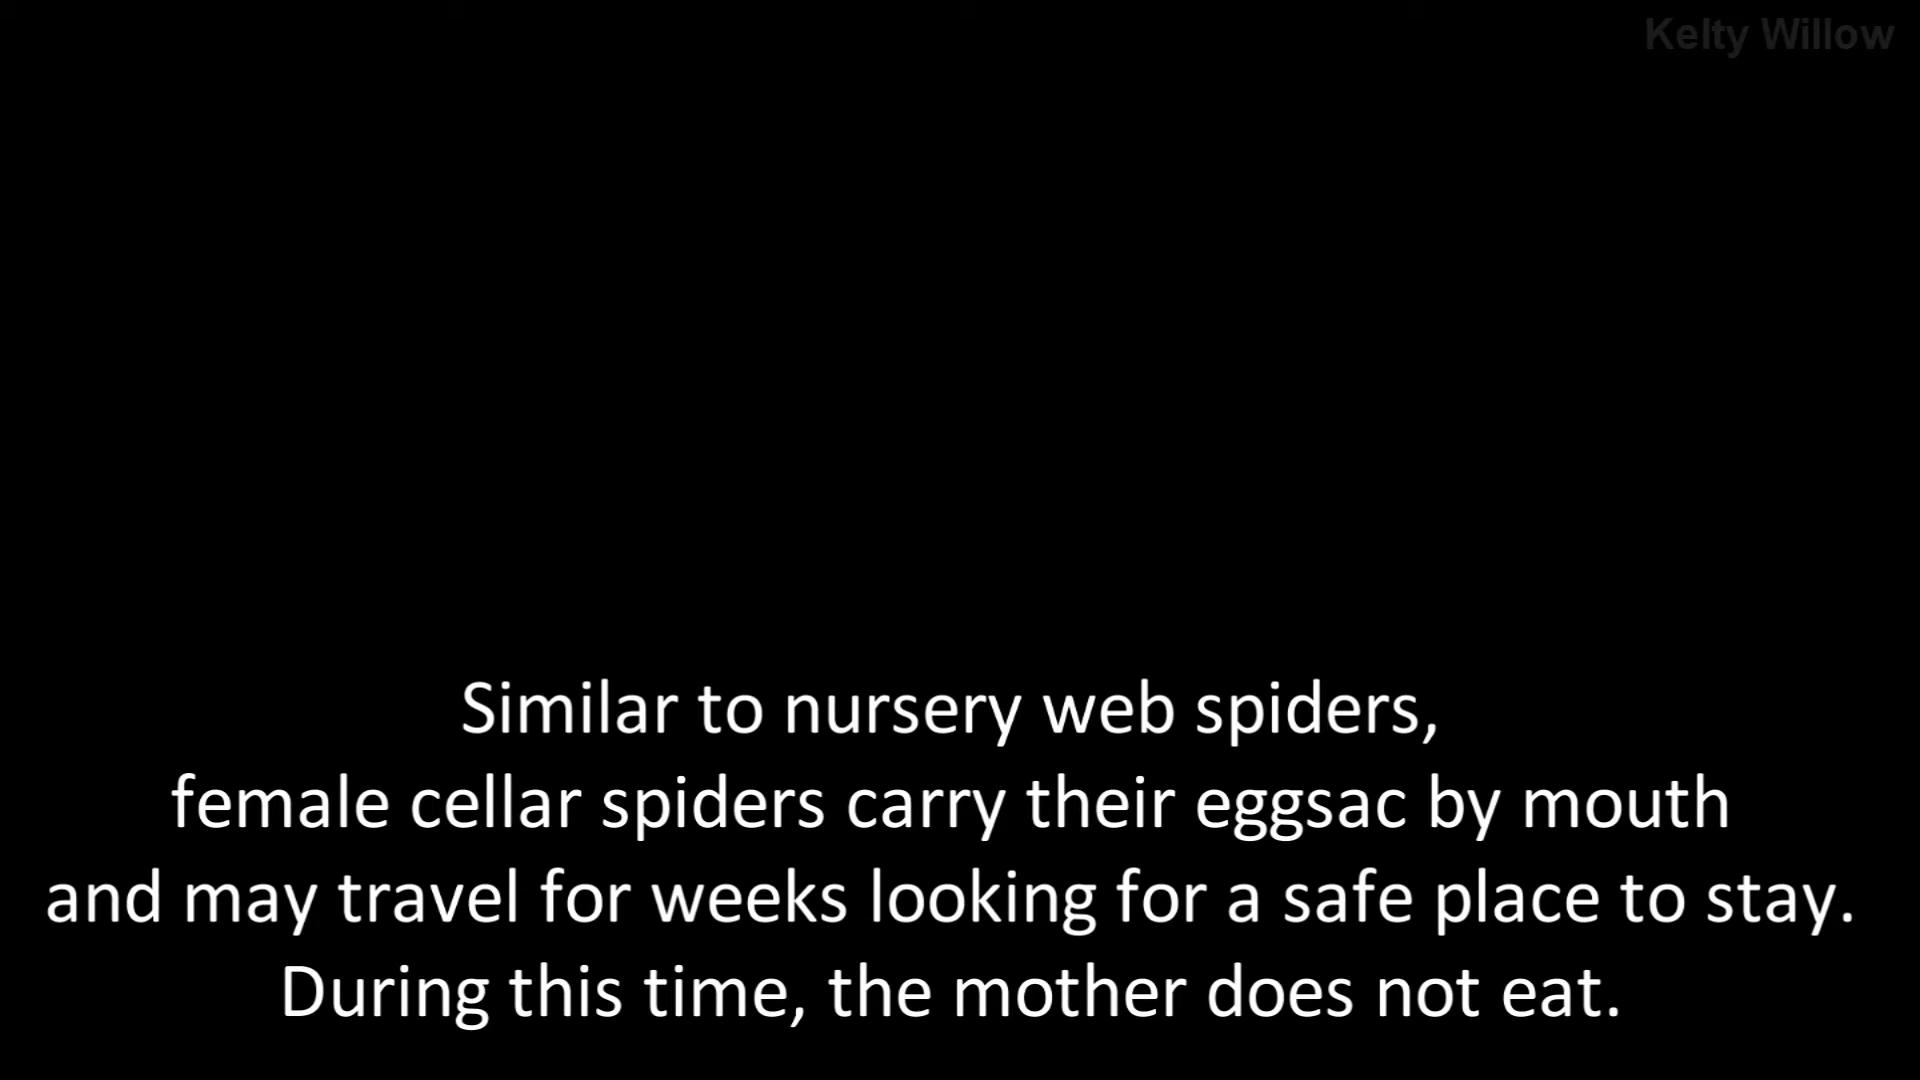 Kelty Willow
Similar to nursery web spiders,
female cellar spiders carry their eggsac by mouth
and may travel for weeks looking for a safe place to stay.
During this time, the mother does not eat.